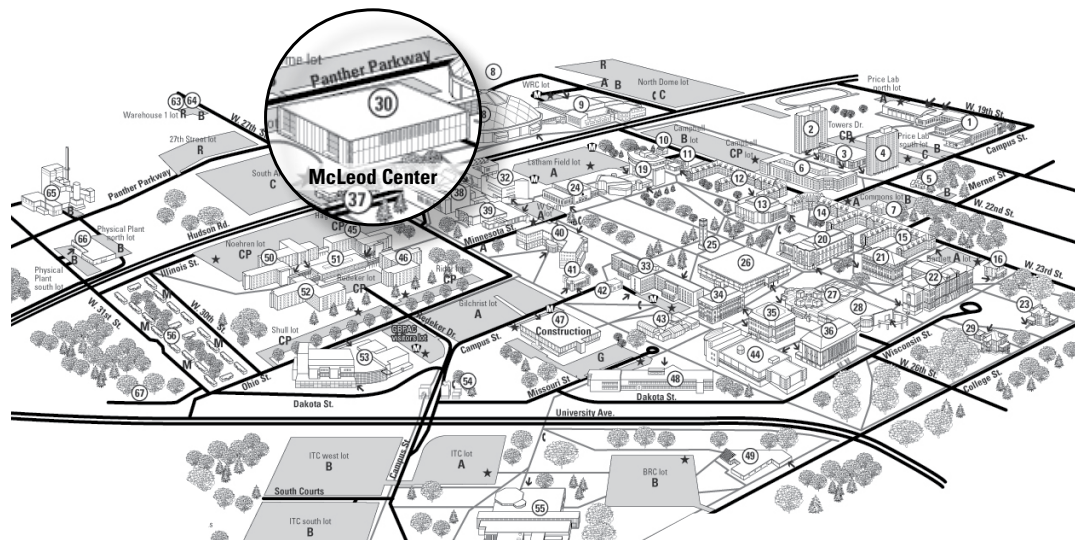 Panther Parkway
30
McLeod Center
37
8
WRC lot
9
R
A
B
C
North Dome lot
Price Lab
north lot
A
W. 19th St.
1
Campus St.
2
Towers Dr.
CP
3
4
Price Lab
south lot
C
B
5
B
Merner St.
W. 22nd St.
63
64
R
B
Warehouse 1 lot
W. 27th
27th Street lot
R
Panther Parkway
65
B
C
10
11
Campbell
B lot
Campbell
CP lot
Latham Field lot
A
M
M
M
19
12
6
13
14
A
Commons lot
B
7
15
B
A
16
W. 23rd St.
32
38
39
24
A
40
Minnesota St.
A
45
CP
Hudson Rd.
Noehren lot
CP
50
51
46
Redeker lot
CP
CP
52
Illinois St.
25
20
21
22
26
27
28
23
29
33
34
35
36
41
42
43
44
M
66
B
B
Physical Plant
north lot
Physical
Plant
south lot
W. 31st St.
W. 30th St.
M
M
M
56
67
Shull lot
CP
Ohio St.
53
GBPAC
visitors lot
M
Redeker Dr.
Gilchrist lot
A
Campus St.
M
47
Construction
G
Missouri St.
48
54
Dakota St.
Dakota St.
Wisconsin St.
W. 26th St.
College St.
University Ave.
49
ITC west lot
B
Campus St.
ITC lot
A
BRC lot
B
South Courts
ITC south lot
B
55